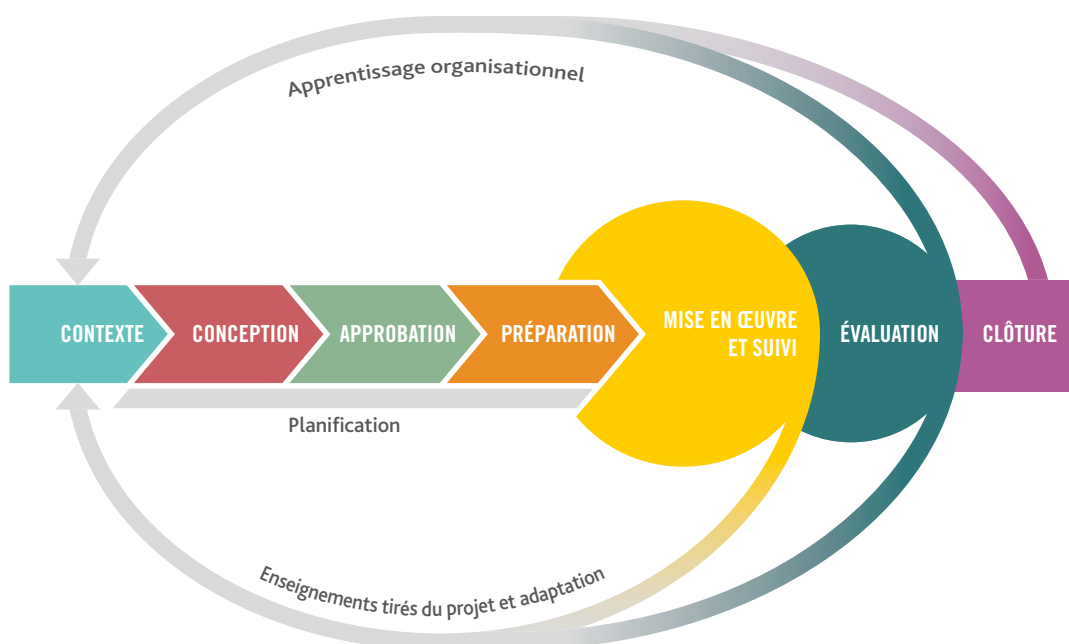 Apprentissage organisationnel
CONTEXTE
CONCEPTION
APPROBATION
PRÉPARATION
MISE EN ŒUVRE
ET SUIVI
ÉVALUATION
CLÔTURE
Planification
Enseignements tirés du projet et adaptation